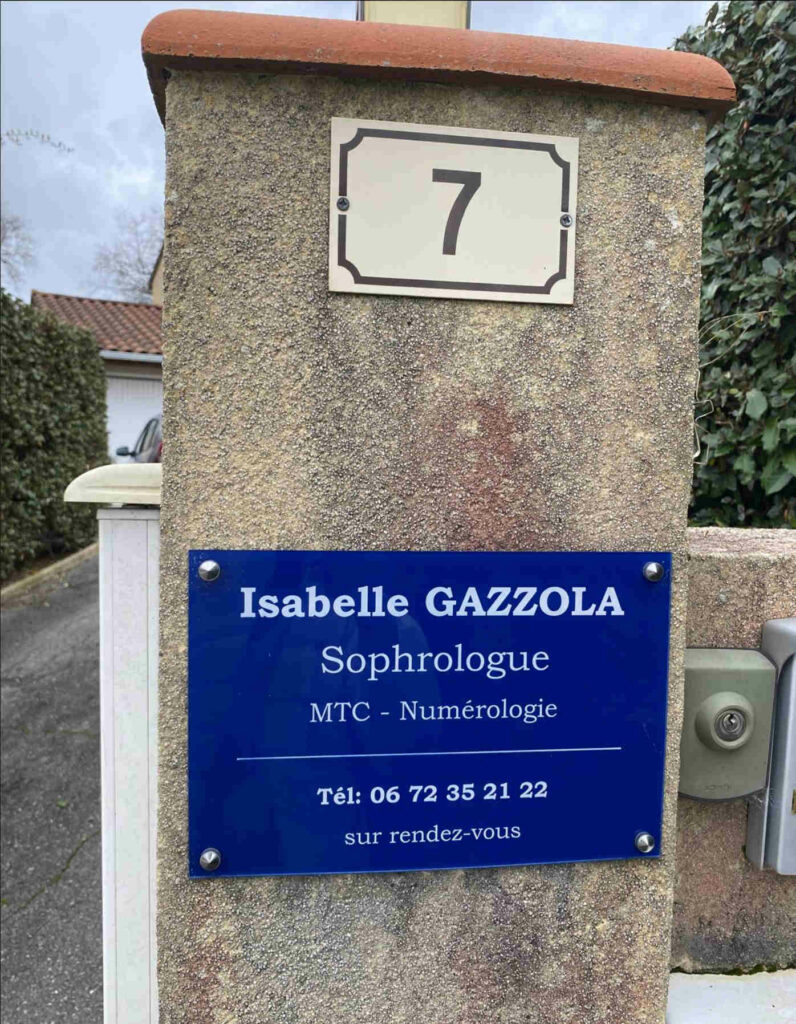 7
Isabelle GAZZOLA
Sophrologue
MTC - Numérologie
Tél: 06 72 35 21 22
sur rendez-vous